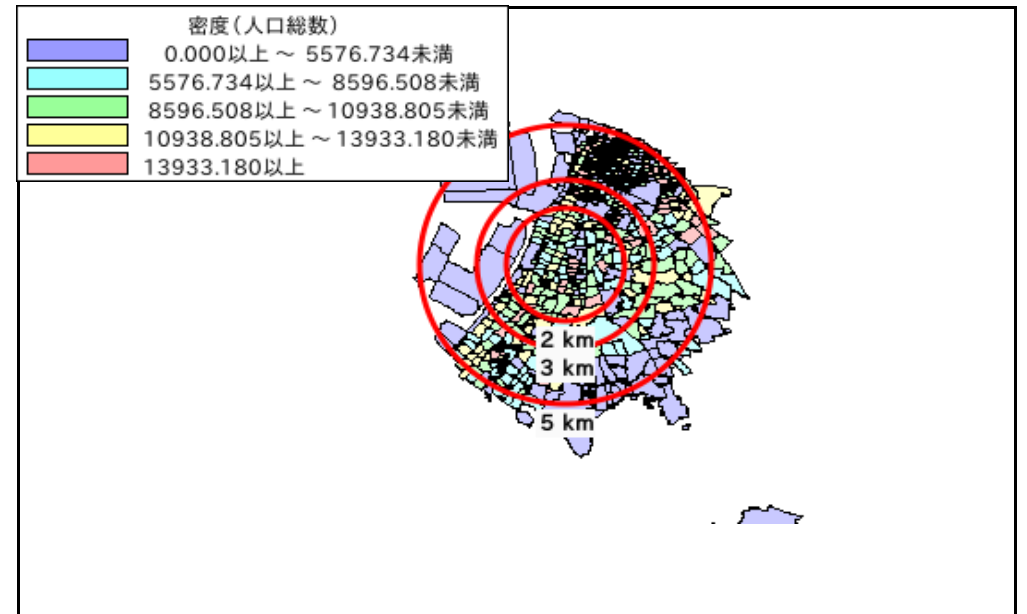 密度(人口総数)
0.000以上 ～ 5576.734未満
5576.734以上 ～ 8596.508未満
8596.508以上 ～10938.805未満
10938.805以上 ～13933.180未満
13933.180以上
2 km
3 km
5 km